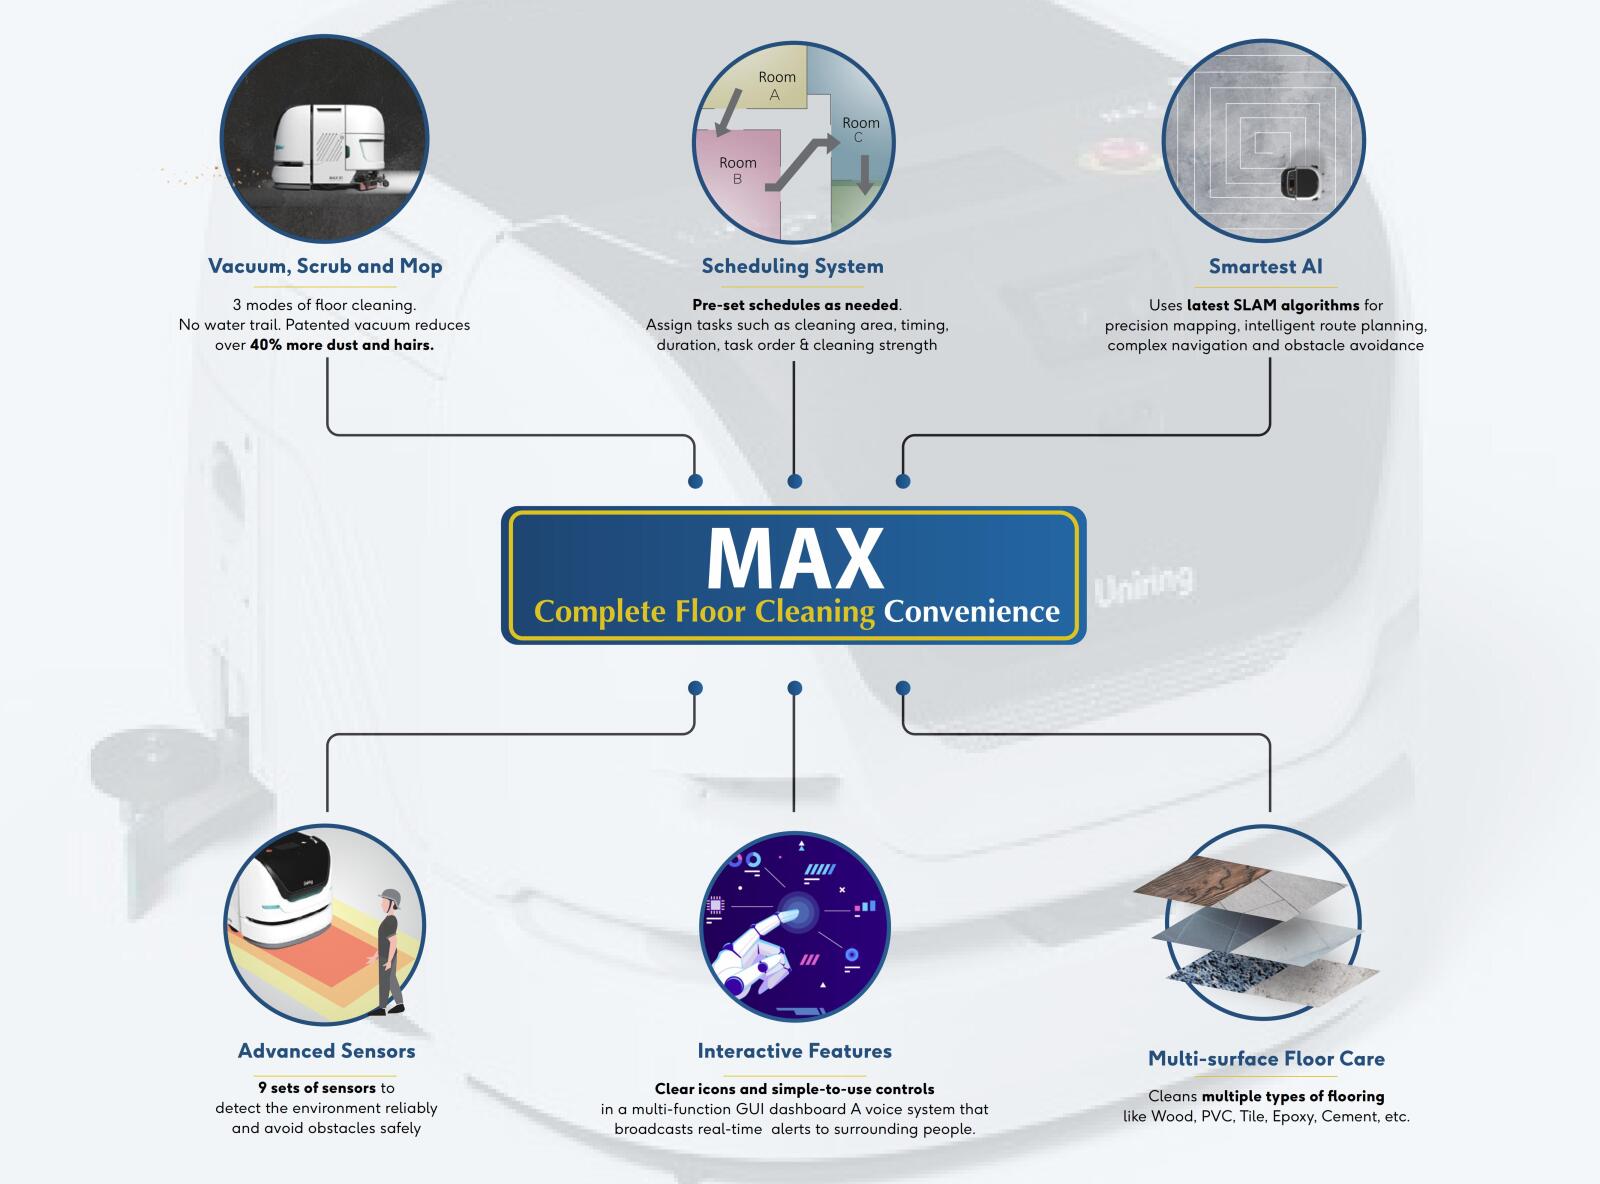 Room
A
Room
B
Room
C
Vacuum, Scrub and Mop
3 modes of floor cleaning.
No water trail. Patented vacuum reduces
over 40% more dust and hairs.
Scheduling System
Pre-set schedules as needed.
Assign tasks such as cleaning area, timing,
duration, task order & cleaning strength
Smartest AI
Uses latest SLAM algorithms for
precision mapping, intelligent route planning,
complex navigation and obstacle avoidance
MAX
Complete Floor Cleaning Convenience
Uniring
Uniring
Advanced Sensors
9 sets of sensors to
detect the environment reliably
and avoid obstacles safely
Interactive Features
Clear icons and simple-to-use controls
in a multi-function GUI dashboard A voice system that
broadcasts real-time  alerts to surrounding people.
Multi-surface Floor Care
Cleans multiple types of flooring
like Wood, PVC, Tile, Epoxy, Cement, etc.